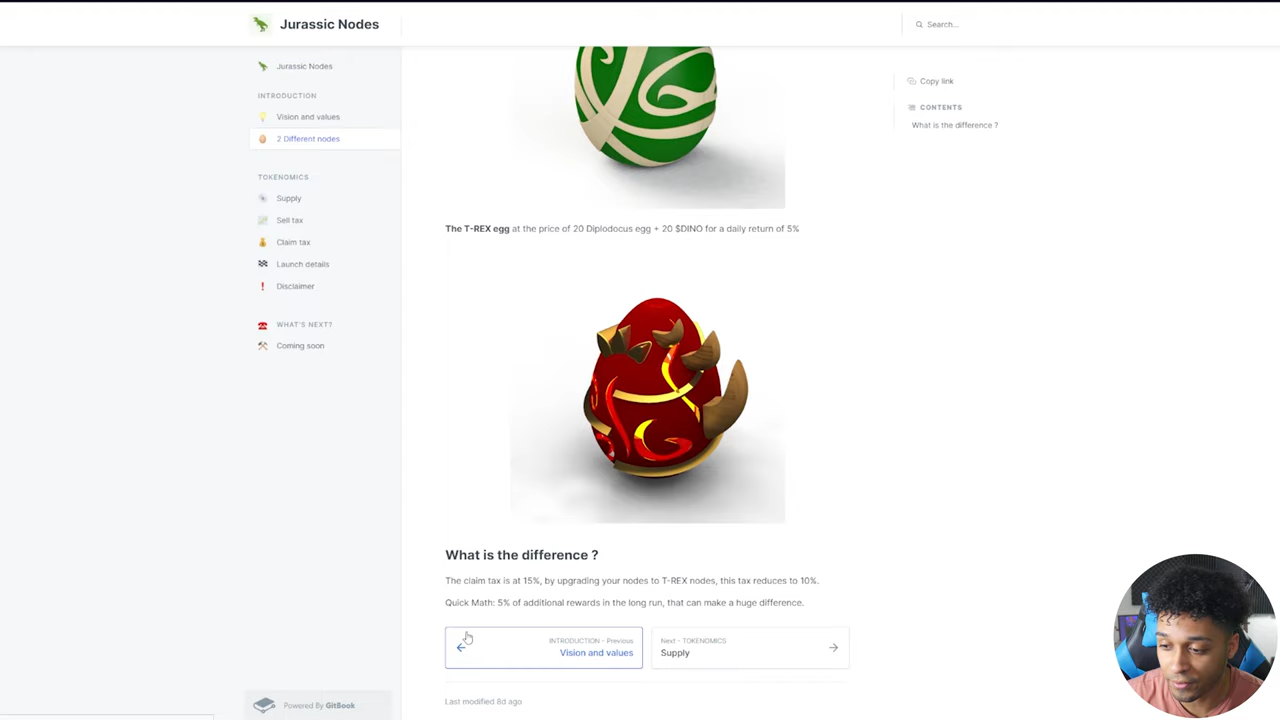 Jurassic Nodes
Search...
Jurassic Nodes
INTRODUCTION
Vision and values
2 Different nodes
TOKENOMICS
Supply
Sell tax
Claim tax
Launch details
Disclaimer
WHAT'S NEXT?
Coming soon
Powered By GitBook
The T-REX egg at the price of 20 Diplodocus egg + 20 $DINO for a daily return of 5%
What is the difference ?
The claim tax is at 15%, by upgrading your nodes to T-REX nodes, this tax reduces to 10%.
Quick Math: 5% of additional rewards in the long run, that can make a huge difference.
INTRODUCTION - Previous
Vision and values
Next - TOKENOMICS
Supply
Last modified 8d ago
Copy link
CONTENTS
What is the difference ?